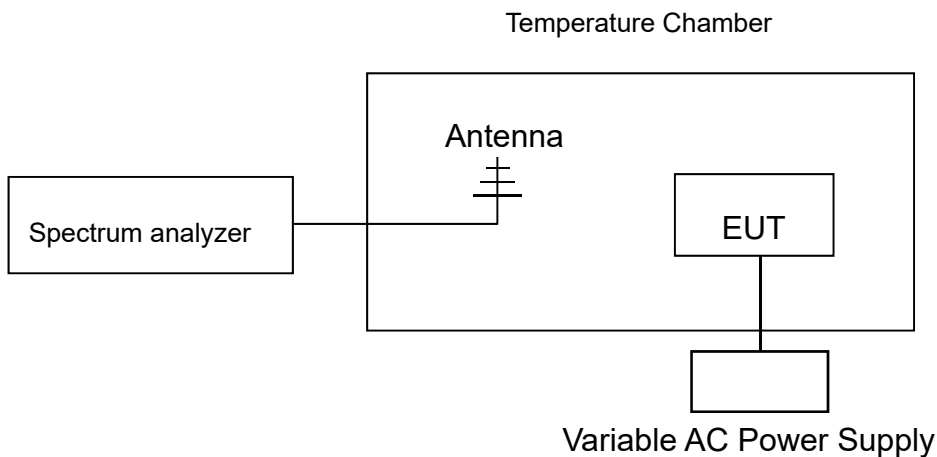 Temperature Chamber
Antenna
Spectrum analyzer
EUT
Variable AC Power Supply